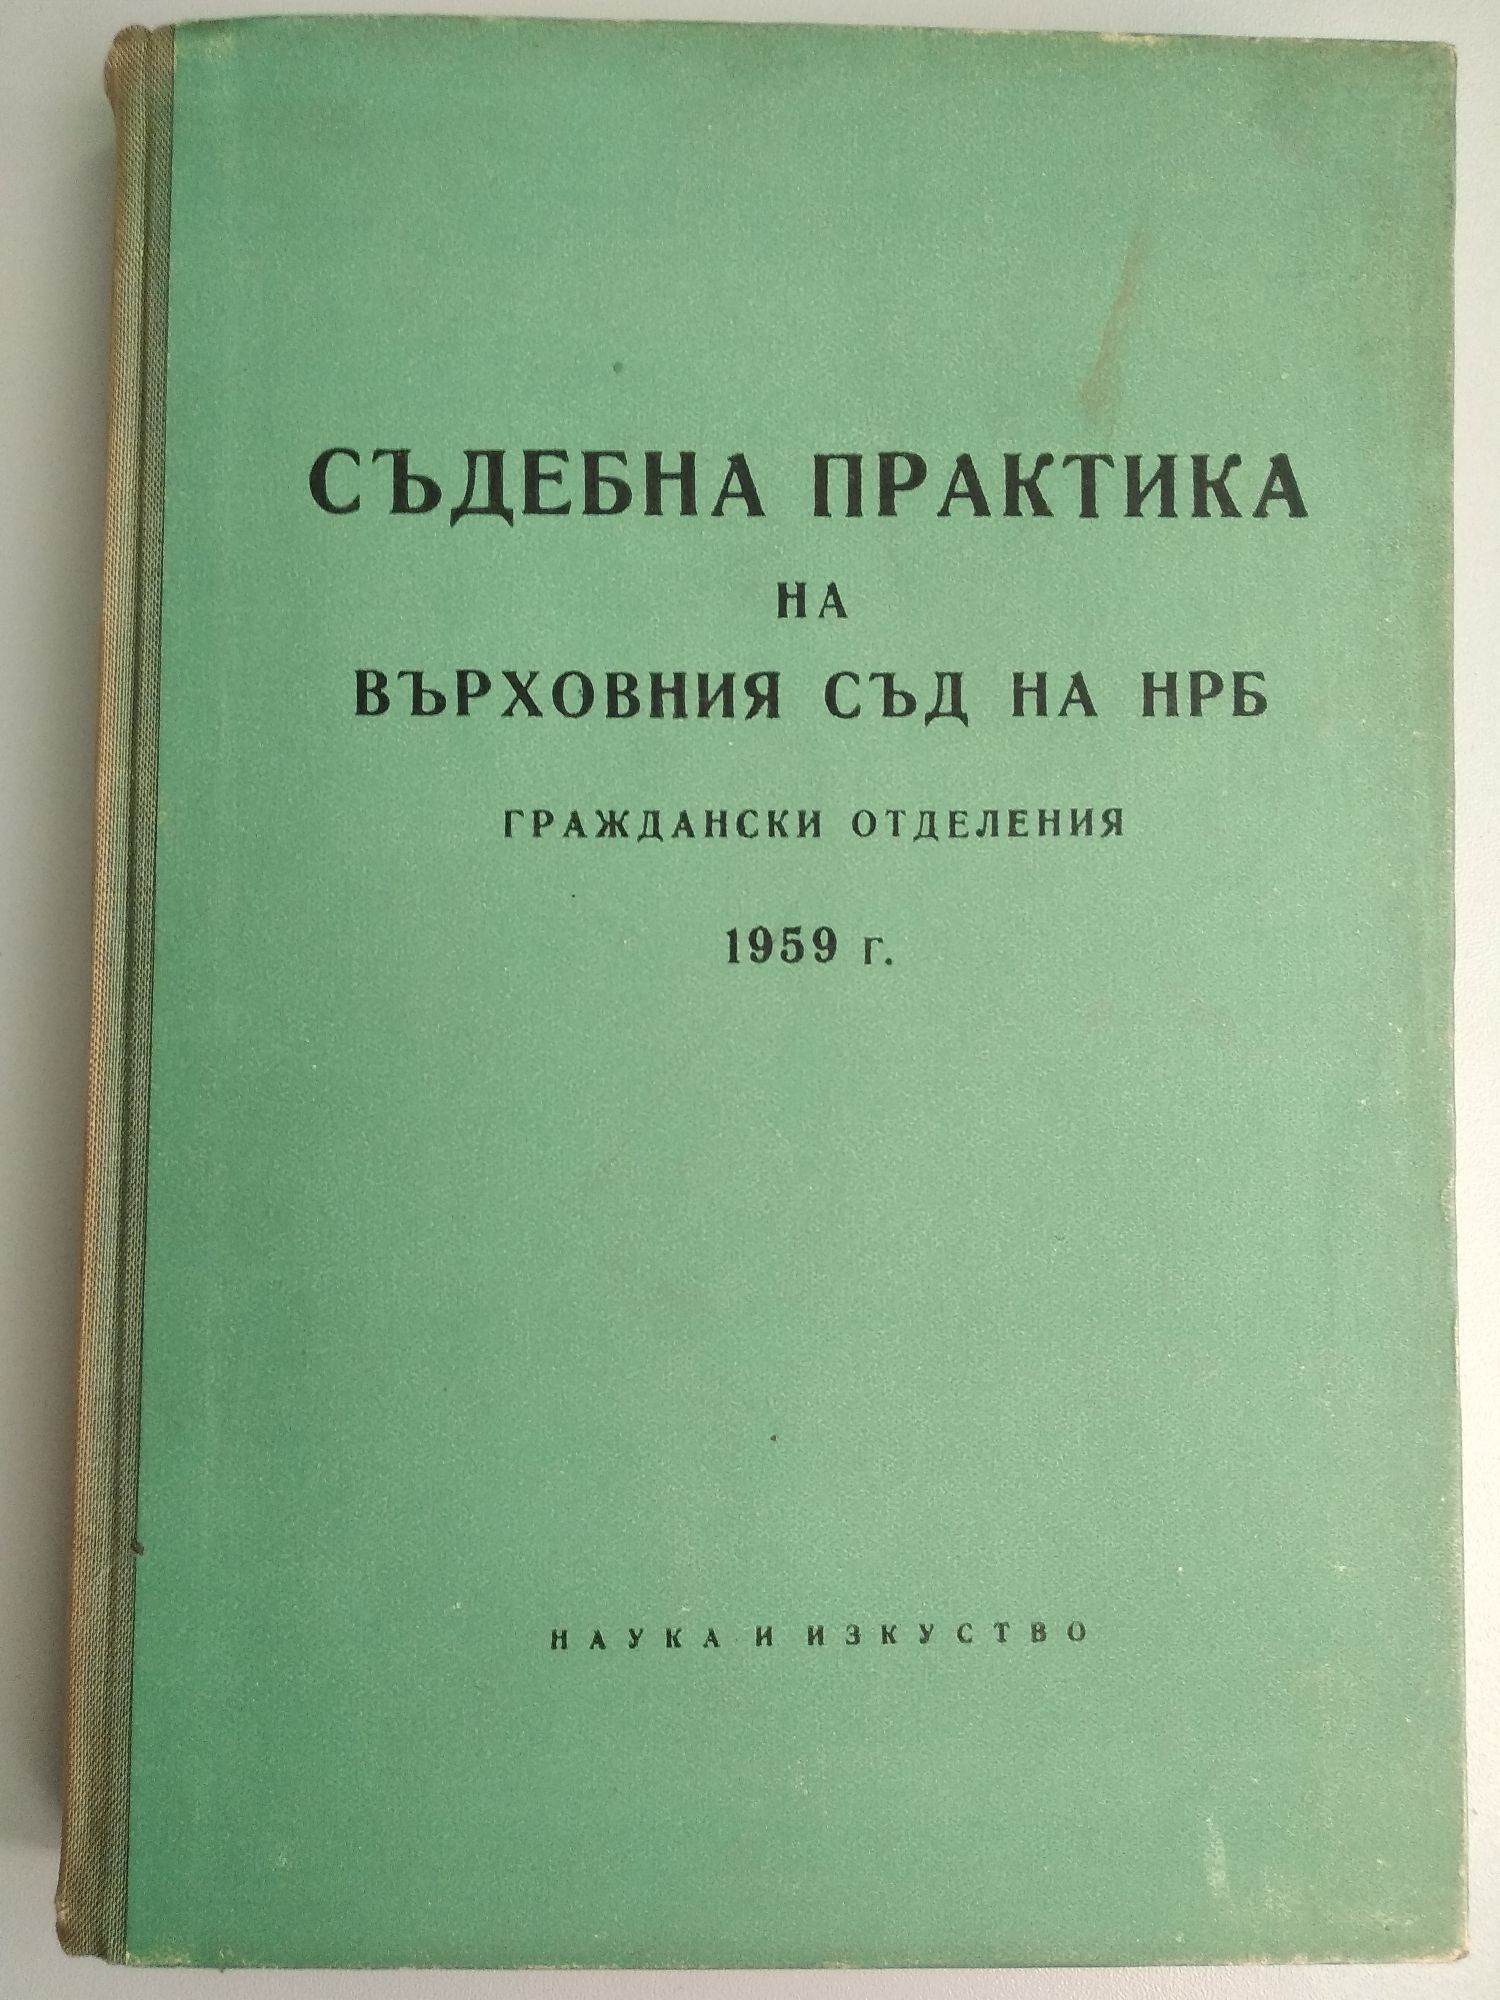 СЪДЕБНА ПРАКТИКА
НА
ВЪРХОВНИЯ СЪД НА НРБ
ГРАЖДАНСКИ ОТДЕЛЕНИЯ
1959 г.
НАУКА И ИЗКУСТВО